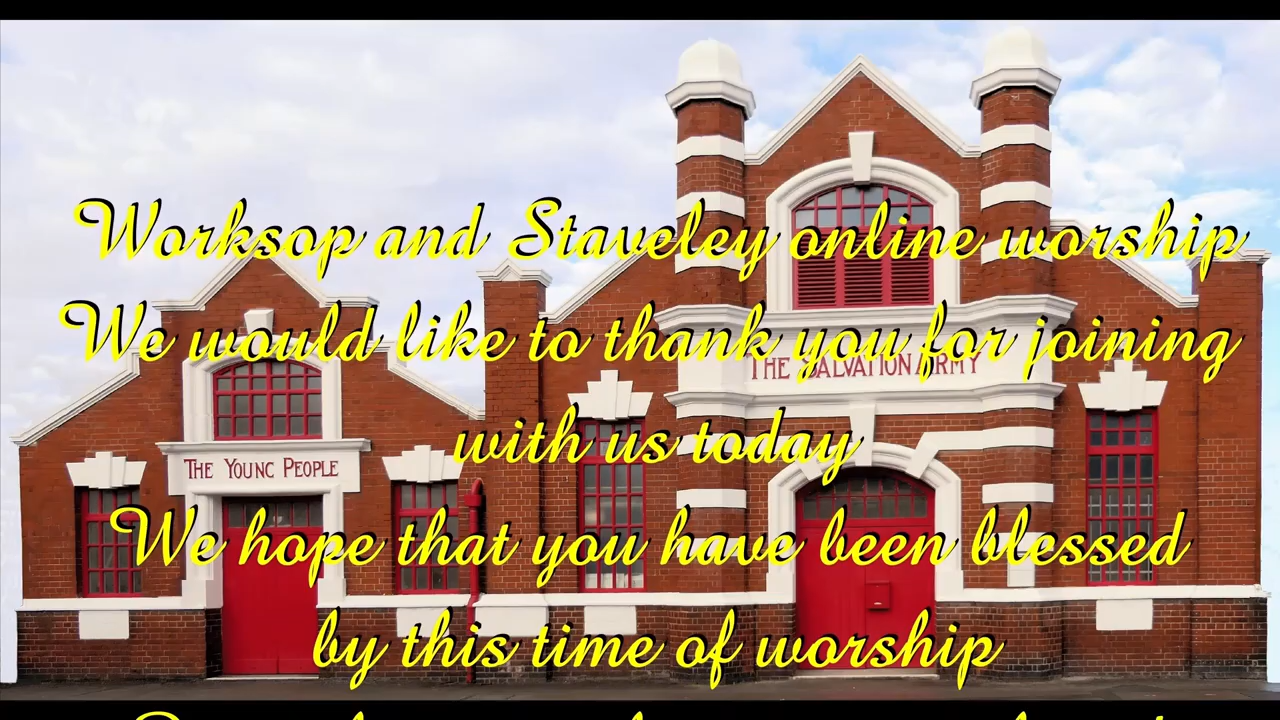 Worksop and Staveley online worship
We would like to thank you for joining
THE SALVATION ARMY
with us today
THE YOUNG PEOPLE
We hope that you have been blessed
by this time of worship